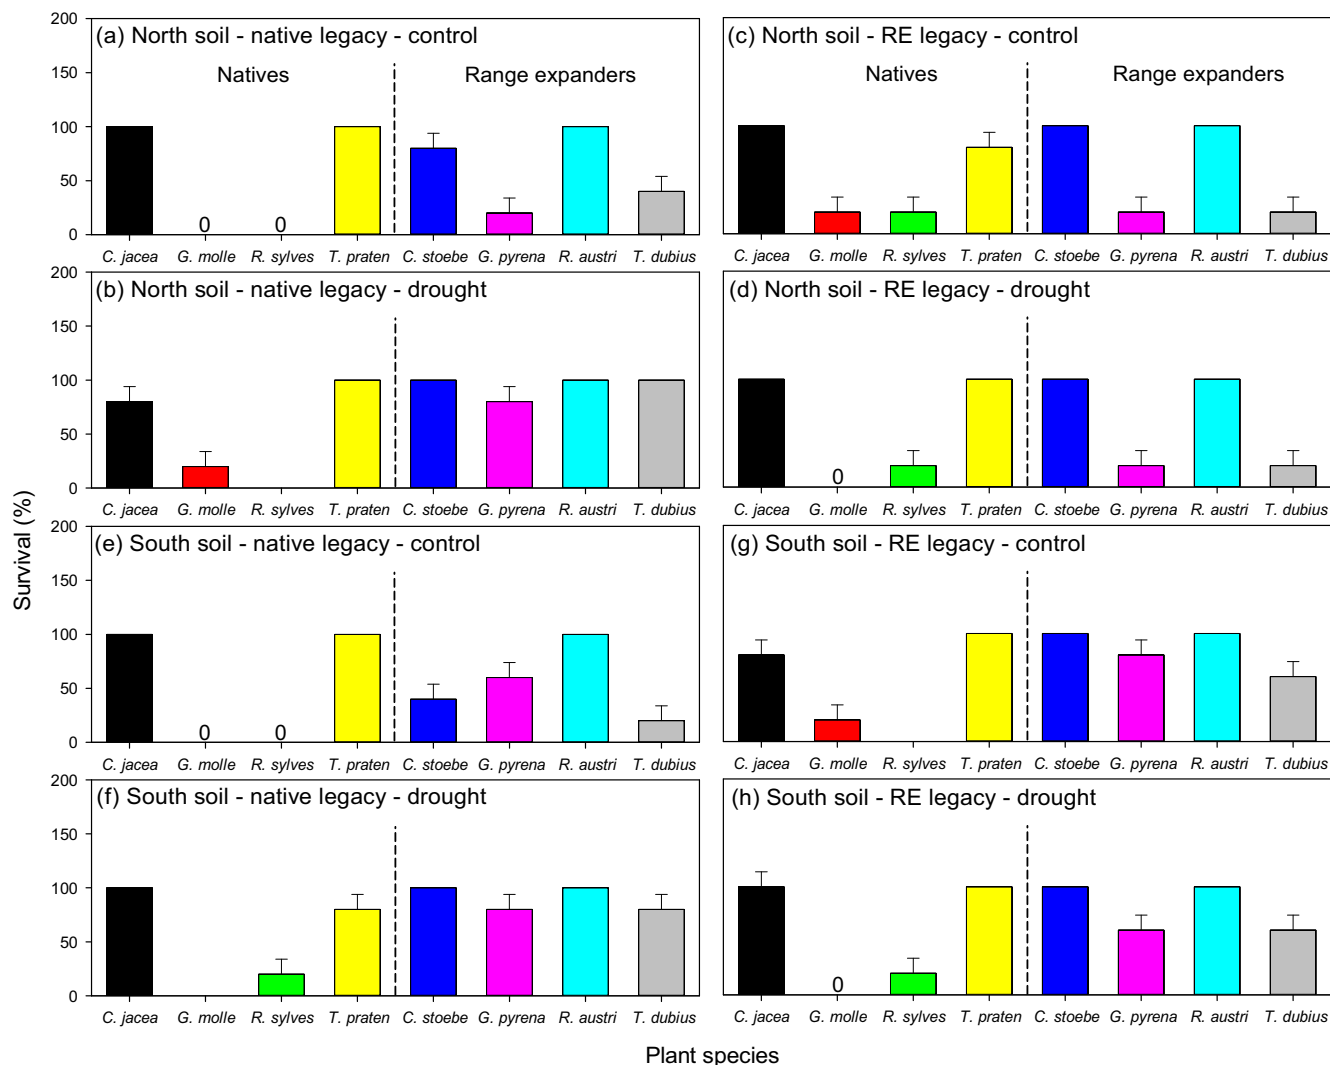 (a) North soil - native legacy - control
Natives
Range expanders
200
150
100
50
0
0
0
C. jacea G. molle R. sylves T. praten C. stoebe G. pyrena R. austri T. dubius
(c) North soil - RE legacy - control
Natives
Range expanders
C. jacea G. molle R. sylves T. praten C. stoebe G. pyrena R. austri T. dubius
(b) North soil - native legacy - drought
200
150
100
50
0
C. jacea G. molle R. sylves T. praten C. stoebe G. pyrena R. austri T. dubius
(d) North soil - RE legacy - drought
0
C. jacea G. molle R. sylves T. praten C. stoebe G. pyrena R. austri T. dubius
Survival (%)
(e) South soil - native legacy - control
200
150
100
50
0
0
0
C. jacea G. molle R. sylves T. praten C. stoebe G. pyrena R. austri T. dubius
(g) South soil - RE legacy - control
C. jacea G. molle R. sylves T. praten C. stoebe G. pyrena R. austri T. dubius
(f) South soil - native legacy - drought
200
150
100
50
0
C. jacea G. molle R. sylves T. praten C. stoebe G. pyrena R. austri T. dubius
(h) South soil - RE legacy - drought
0
C. jacea G. molle R. sylves T. praten C. stoebe G. pyrena R. austri T. dubius
Plant species